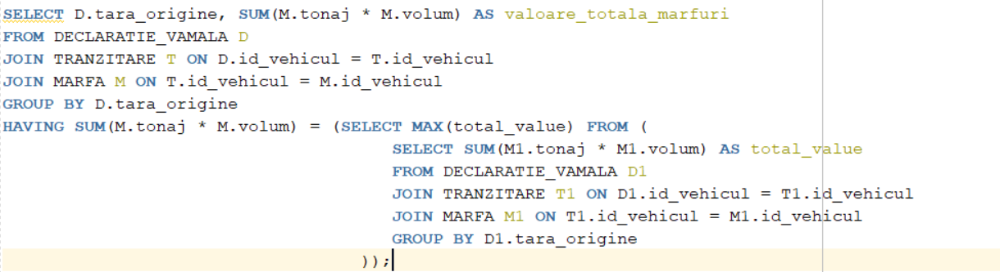 SELECT D.tara_origine, SUM(M.tonaj * M.volum) AS valoare_totala_marfuri
FROM DECLARATIE_VAMALA D
JOIN TRANZITARE T ON D.id_vehicul = T.id_vehicul
JOIN MARFA M ON T.id_vehicul = M.id_vehicul
GROUP BY D.tara_origine
HAVING SUM(M.tonaj * M.volum) = (SELECT MAX(total_value) FROM (
SELECT SUM(M1.tonaj * M1.volum) AS total_value
FROM DECLARATIE_VAMALA D1
JOIN TRANZITARE T1 ON D1.id_vehicul = T1.id_vehicul
JOIN MARFA M1 ON T1.id_vehicul = M1.id_vehicul
GROUP BY D1.tara_origine
));